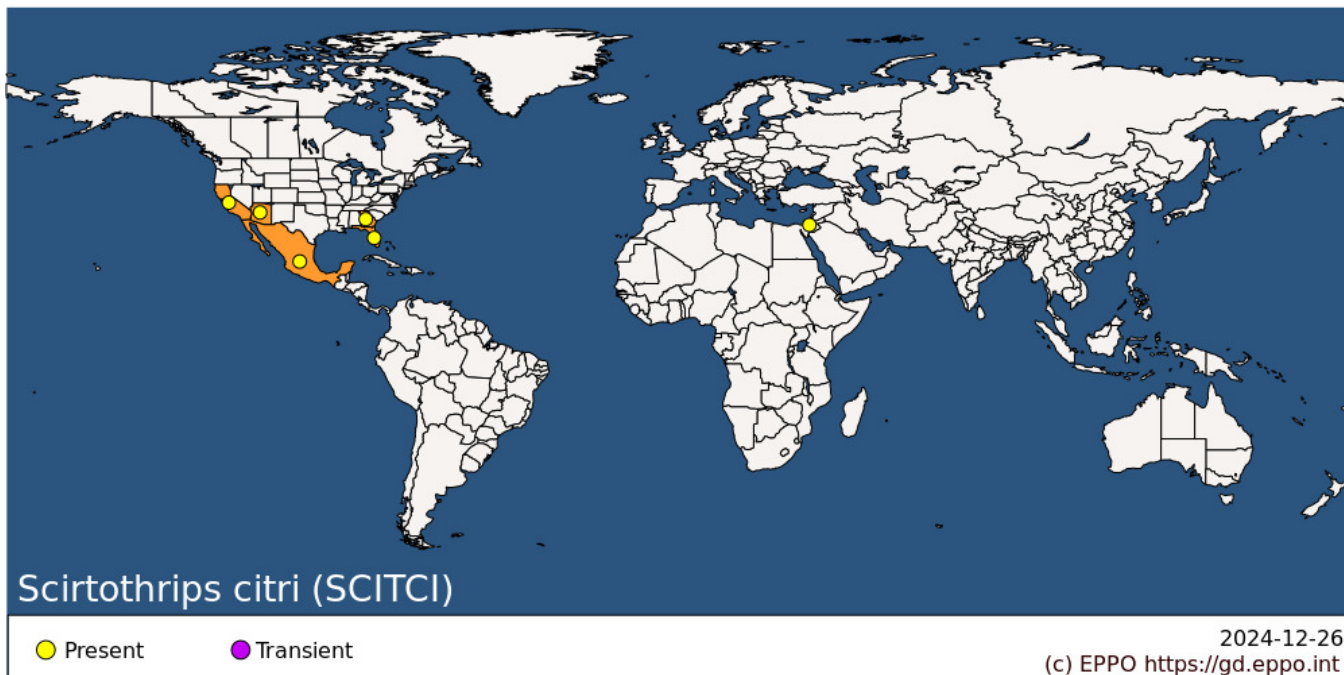 Scirtothrips citri (SCITCI)
Present
Transient
2024-12-26
(c) EPPO https://gd.eppo.int